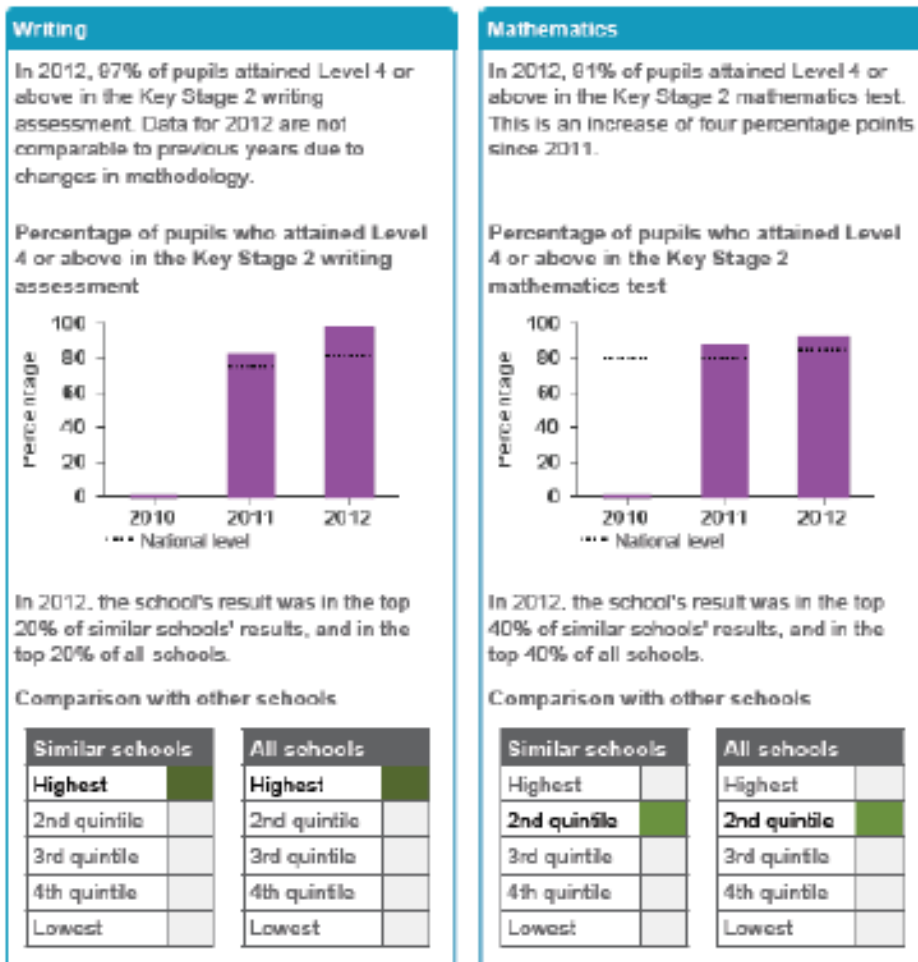 Writing
In 2012, 97% of pupils attained Level 4 or
above in the Key Stage 2 writing
assessment. Data for 2012 are not
comparable to previous years due to
changes in methodology.
Percentage of pupils who attained Level
4 or above in the Key Stage 2 writing
assessment
100
80
60
40
20
0
Percentage
2010 2011 2012
National level
In 2012, the school's result was in the top
20% of similar schools' results, and in the
top 20% of all schools.
Comparison with other schools
Similar schools
Highest
2nd quintile
3rd quintile
4th quintile
Lowest
All schools
Highest
2nd quintile
3rd quintile
4th quintile
Lowest
Mathematics
In 2012, 91% of pupils attained Level 4 or
above in the Key Stage 2 mathematics test.
This is an increase of four percentage points
since 2011.
Percentage of pupils who attained Level
4 or above in the Key Stage 2
mathematics test
100
80
60
40
20
0
Percentage
2010 2011 2012
National level
In 2012, the school's result was in the top
40% of similar schools' results, and in the
top 40% of all schools.
Comparison with other schools
Similar schools
Highest
2nd quintile
3rd quintile
4th quintile
Lowest
All schools
Highest
2nd quintile
3rd quintile
4th quintile
Lowest